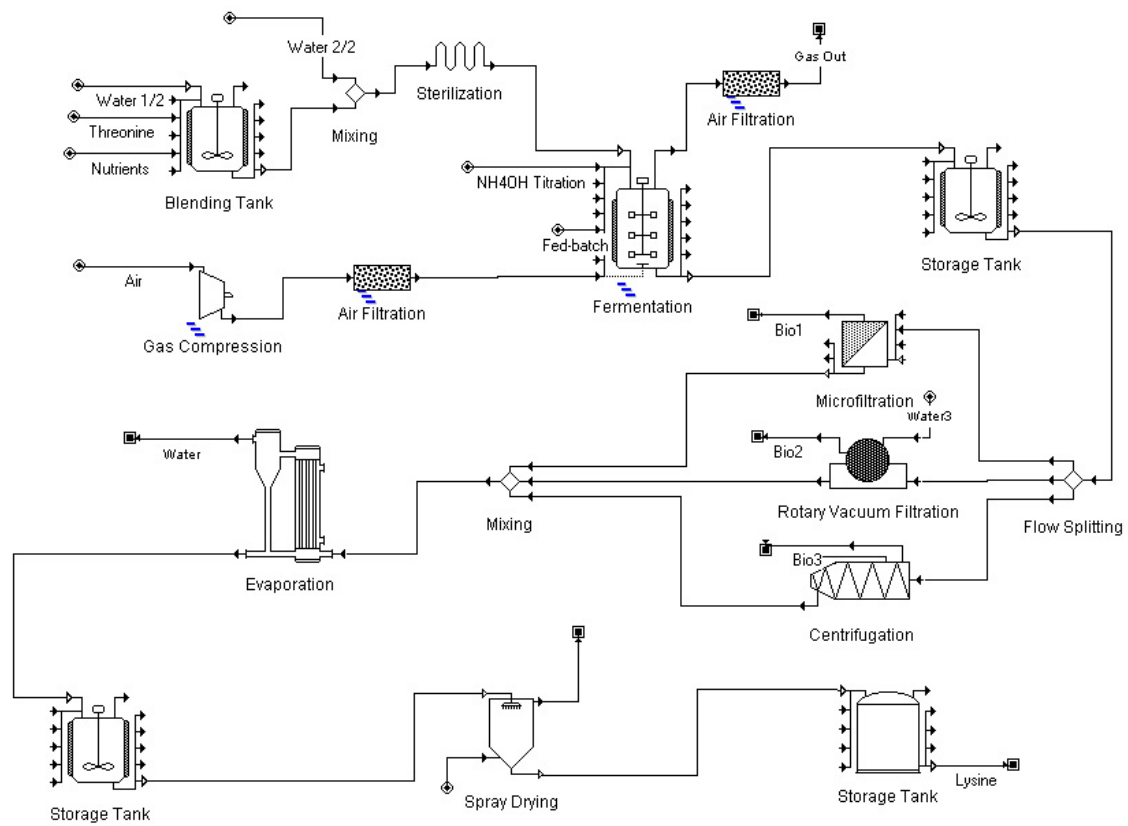 Water 2/2
Gas Out
Sterilization
Water 1/2
Air Filtration
Threonine
Mixing
Nutrients
NH4OH Titration
Blending Tank
Fed-batch
Storage Tank
Air
Air Filtration
Fermentation
Gas Compression
Bio1
Microfiltration
Water3
Water
Bio2
Rotary Vacuum Filtration
Mixing
Flow Splitting
Bio3
Evaporation
Centrifugation
Lysine
Spray Drying
Storage Tank
Storage Tank